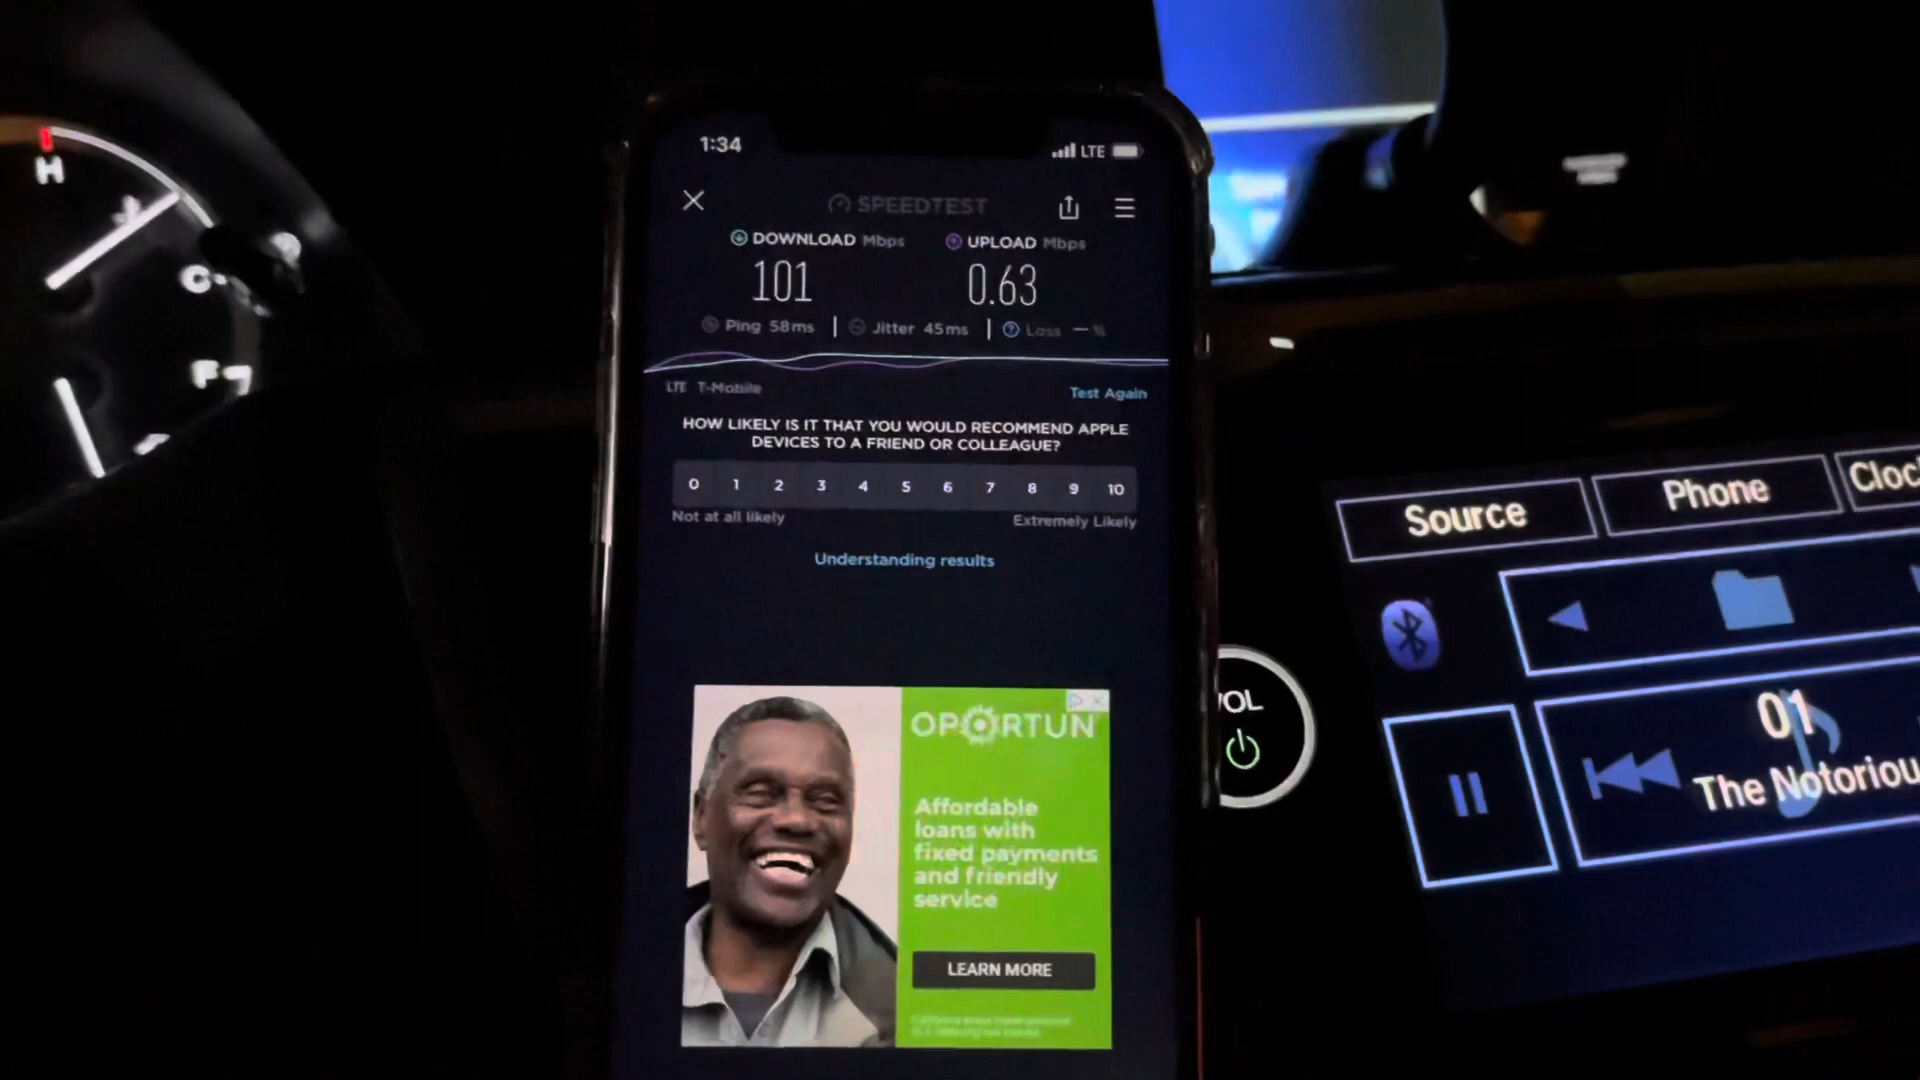 H
C
F
1:34
LTE
SPEEDTEST
DOWNLOAD Mbps
UPLOAD Mbps
101
0.63
Ping 58ms
Jitter 45ms
Loss — %
LTE T-Mobile
Test Again
HOW LIKELY IS IT THAT YOU WOULD RECOMMEND APPLE
DEVICES TO A FRIEND OR COLLEAGUE?
0 1 2 3 4 5 6 7 8 9 10
Not at all likely
Extremely Likely
Understanding results
OPORTUN
Affordable
loans with
fixed payments
and friendly
service
LEARN MORE
VOL
Source
Phone
Cloc
01
The Notoriou